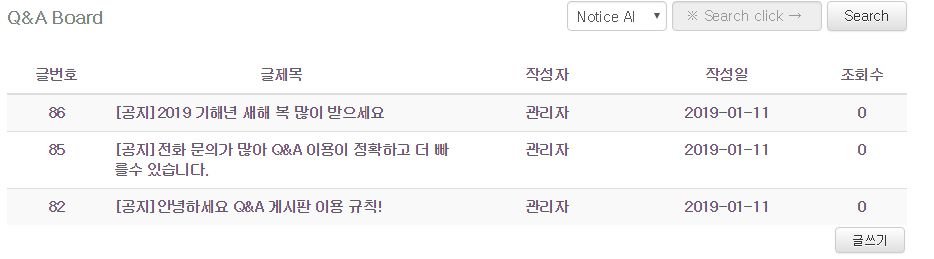 Q&A Board Notice Al ※ Search click → Search
글번호 글제목 작성자 작성일 조회수
86 [공지]2019 기해년 새해 복 많이 받으세요 관리자 2019-01-11 0
85 [공지]전화 문의가 많아 Q&A 이용이 정확하고 더 빠 관리자 2019-01-11 0
를수 있습니다.
82 [공지]안녕하세요 Q&A 게시판 이용 규칙! 관리자 2019-01-11 0
글쓰기